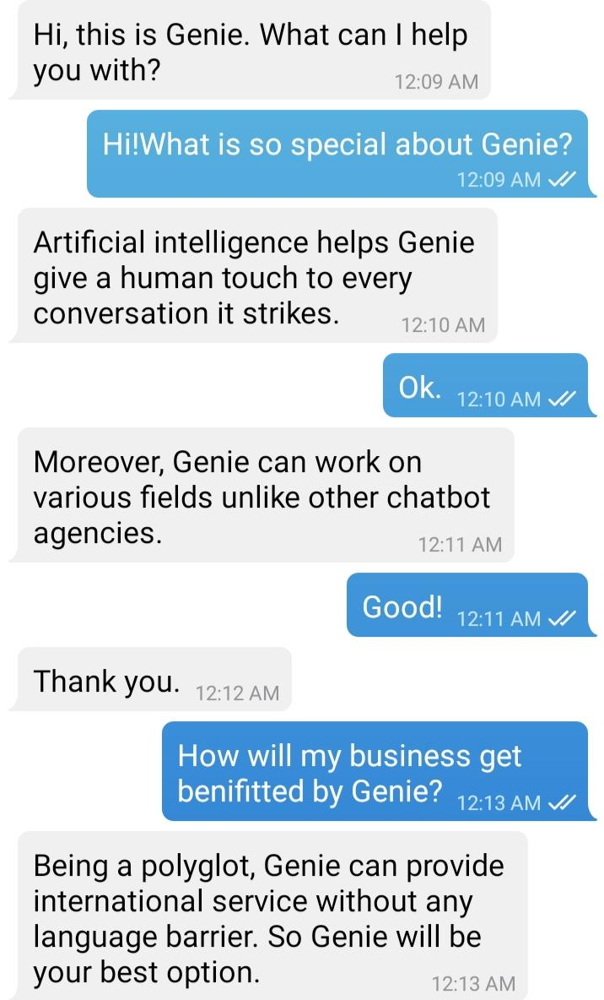 Hi, this is Genie. What can I help
you with?
12:09 AM
Hi!What is so special about Genie?
12:09 AM
Artificial intelligence helps Genie
give a human touch to every
conversation it strikes.
12:10 AM
Ok. 12:10 AM
Moreover, Genie can work on
various fields unlike other chatbot
agencies.
12:11 AM
Good! 12:11 AM
Thank you. 12:12 AM
How will my business get
benifitted by Genie? 12:13 AM
Being a polyglot, Genie can provide
international service without any
language barrier. So Genie will be
your best option.
12:13 AM